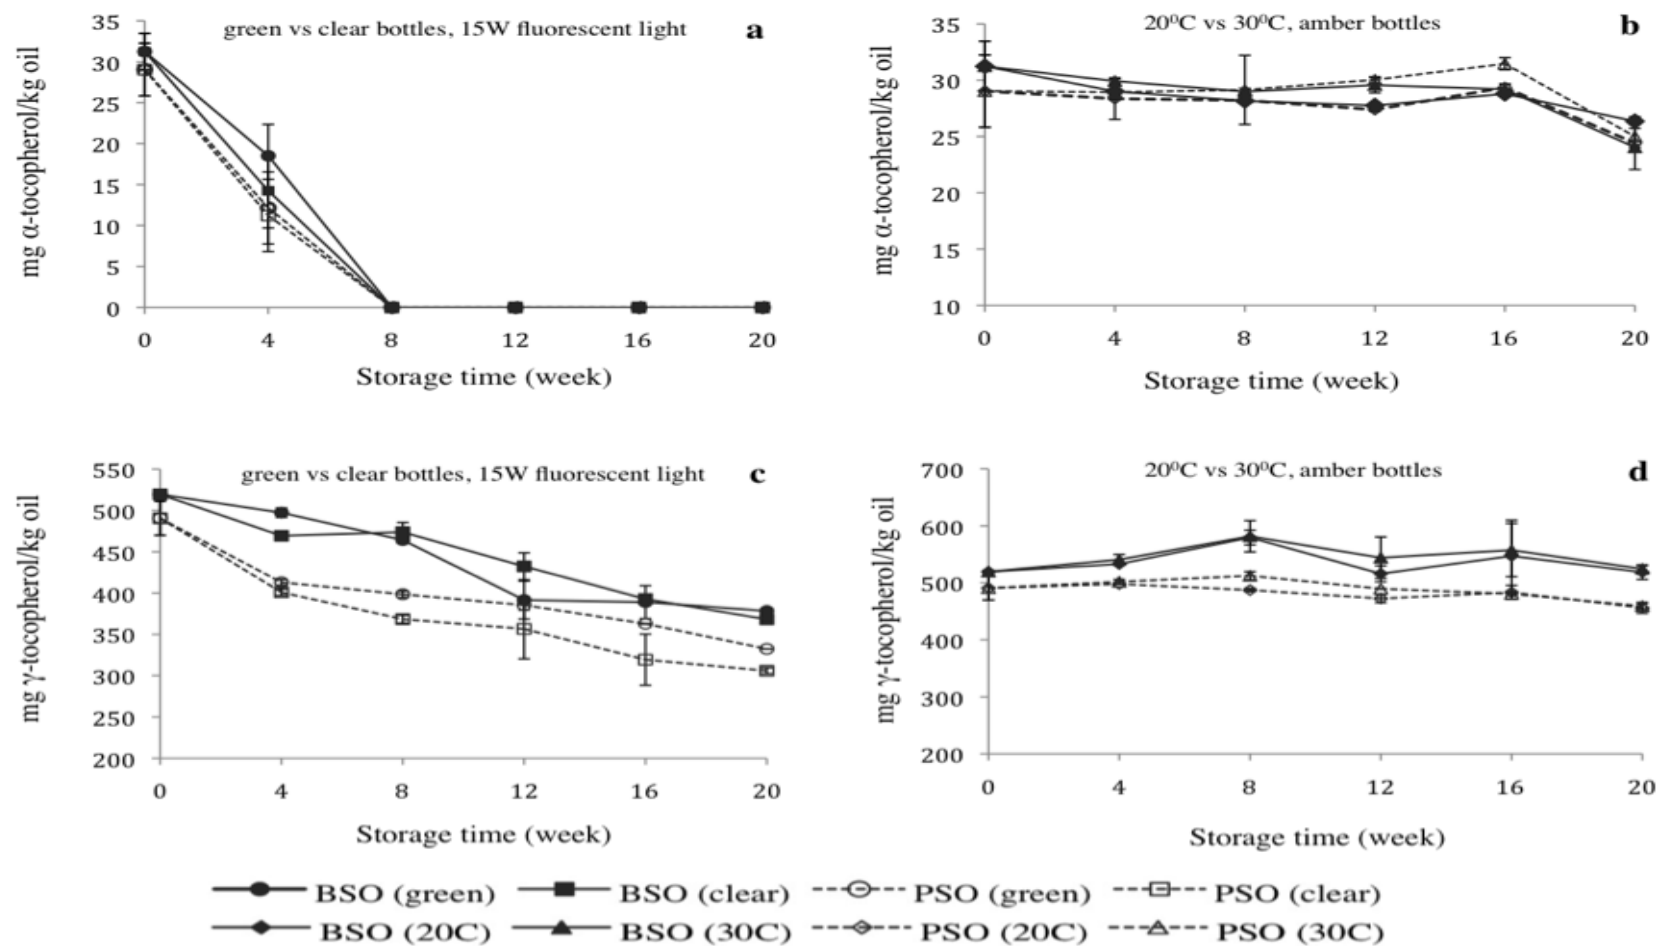 green vs clear bottles, 15W fluorescent light a
mg α-tocopherol/kg oil
35
30
25
20
15
10
5
0
0 4 8 12 16 20
Storage time (week)
20⁰C vs 30⁰C, amber bottles b
mg α-tocopherol/kg oil
35
30
25
20
15
10
0 4 8 12 16 20
Storage time (week)
green vs clear bottles, 15W fluorescent light c
mg γ-tocopherol/kg oil
550
500
450
400
350
300
250
200
0 4 8 12 16 20
Storage time (week)
20⁰C vs 30⁰C, amber bottles d
mg γ-tocopherol/kg oil
700
600
500
400
300
200
0 4 8 12 16 20
Storage time (week)
BSO (green) BSO (clear) PSO (green) PSO (clear)
BSO (20C) BSO (30C) PSO (20C) PSO (30C)